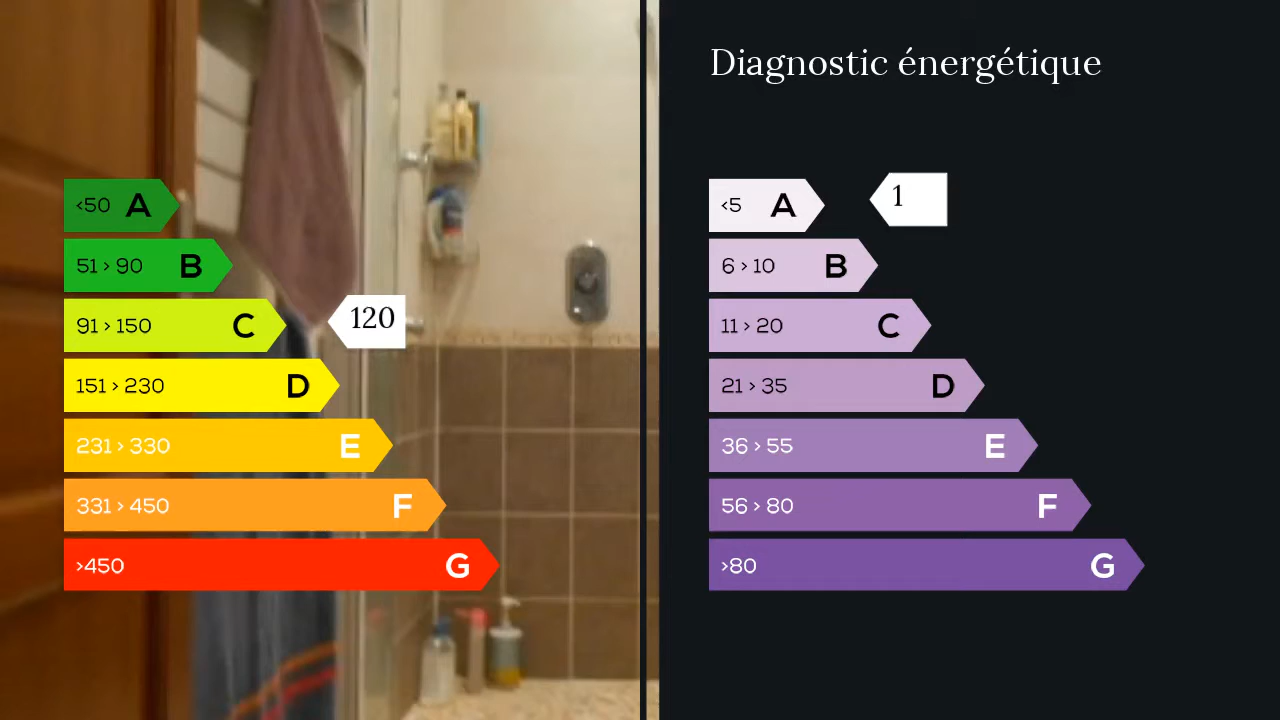 Diagnostic énergétique
<50 A
51 > 90 B
91 > 150 C
120
151 > 230 D
231 > 330 E
331 > 450 F
>450 G
<5 A
1
6 > 10 B
11 > 20 C
21 > 35 D
36 > 55 E
56 > 80 F
>80 G